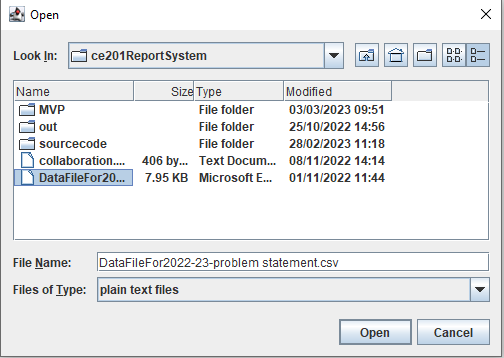 Open
Look In: ce201ReportSystem
Name Size Type Modified
MVP File folder 03/03/2023 09:51
out File folder 25/10/2022 14:56
sourcecode File folder 28/02/2023 11:18
collaboration.... 406 by... Text Docum... 08/11/2022 14:14
DataFileFor20... 7.95 KB Microsoft E... 01/11/2022 11:44
File Name: DataFileFor2022-23-problem statement.csv
Files of Type: plain text files
Open Cancel